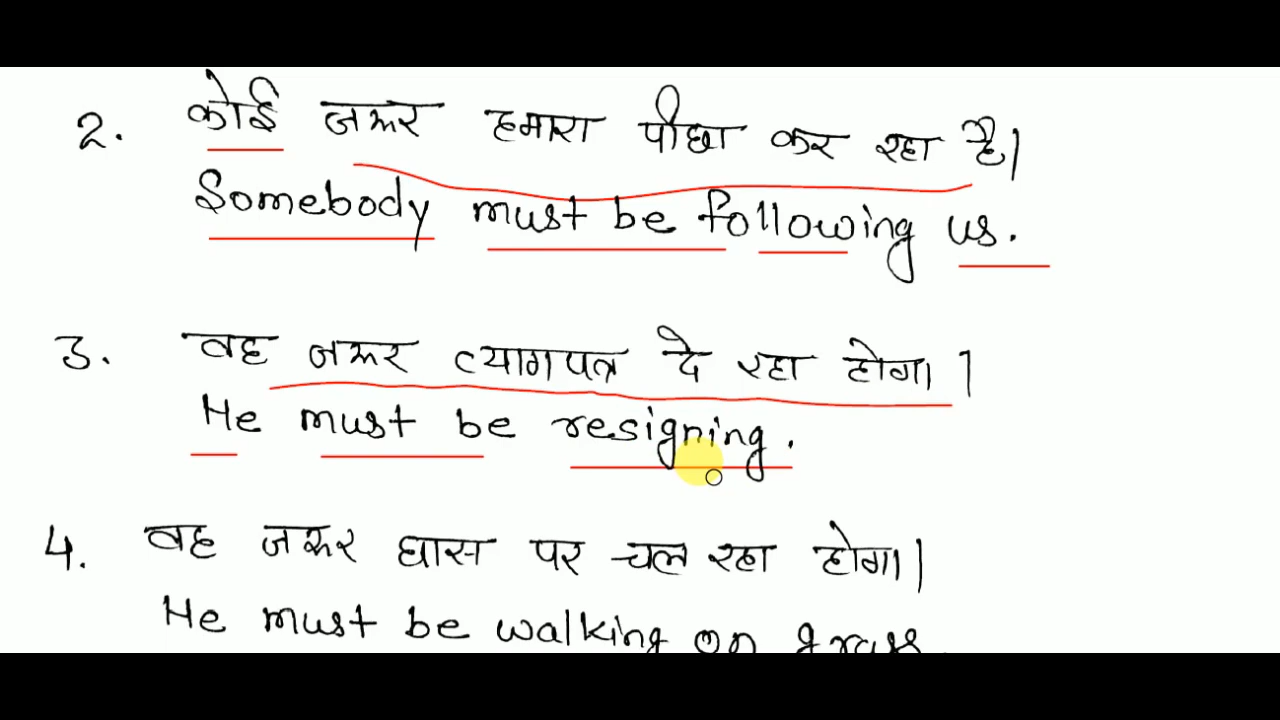 2. कोई जरूर हमारा पीछा कर रहा है।
Somebody must be following us.
3. वह जरूर त्यागपत्र दे रहा होगा।
He must be resigning.
4. वह जरूर घास पर चल रहा होगा।
He must be walking on grass.